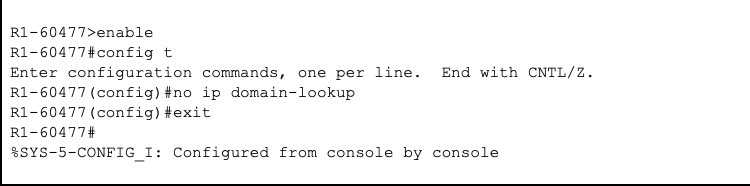 R1-60477>enable
R1-60477#config t
Enter configuration commands, one per line.  End with CNTL/Z.
R1-60477(config)#no ip domain-lookup
R1-60477(config)#exit
R1-60477#
%SYS-5-CONFIG_I: Configured from console by console